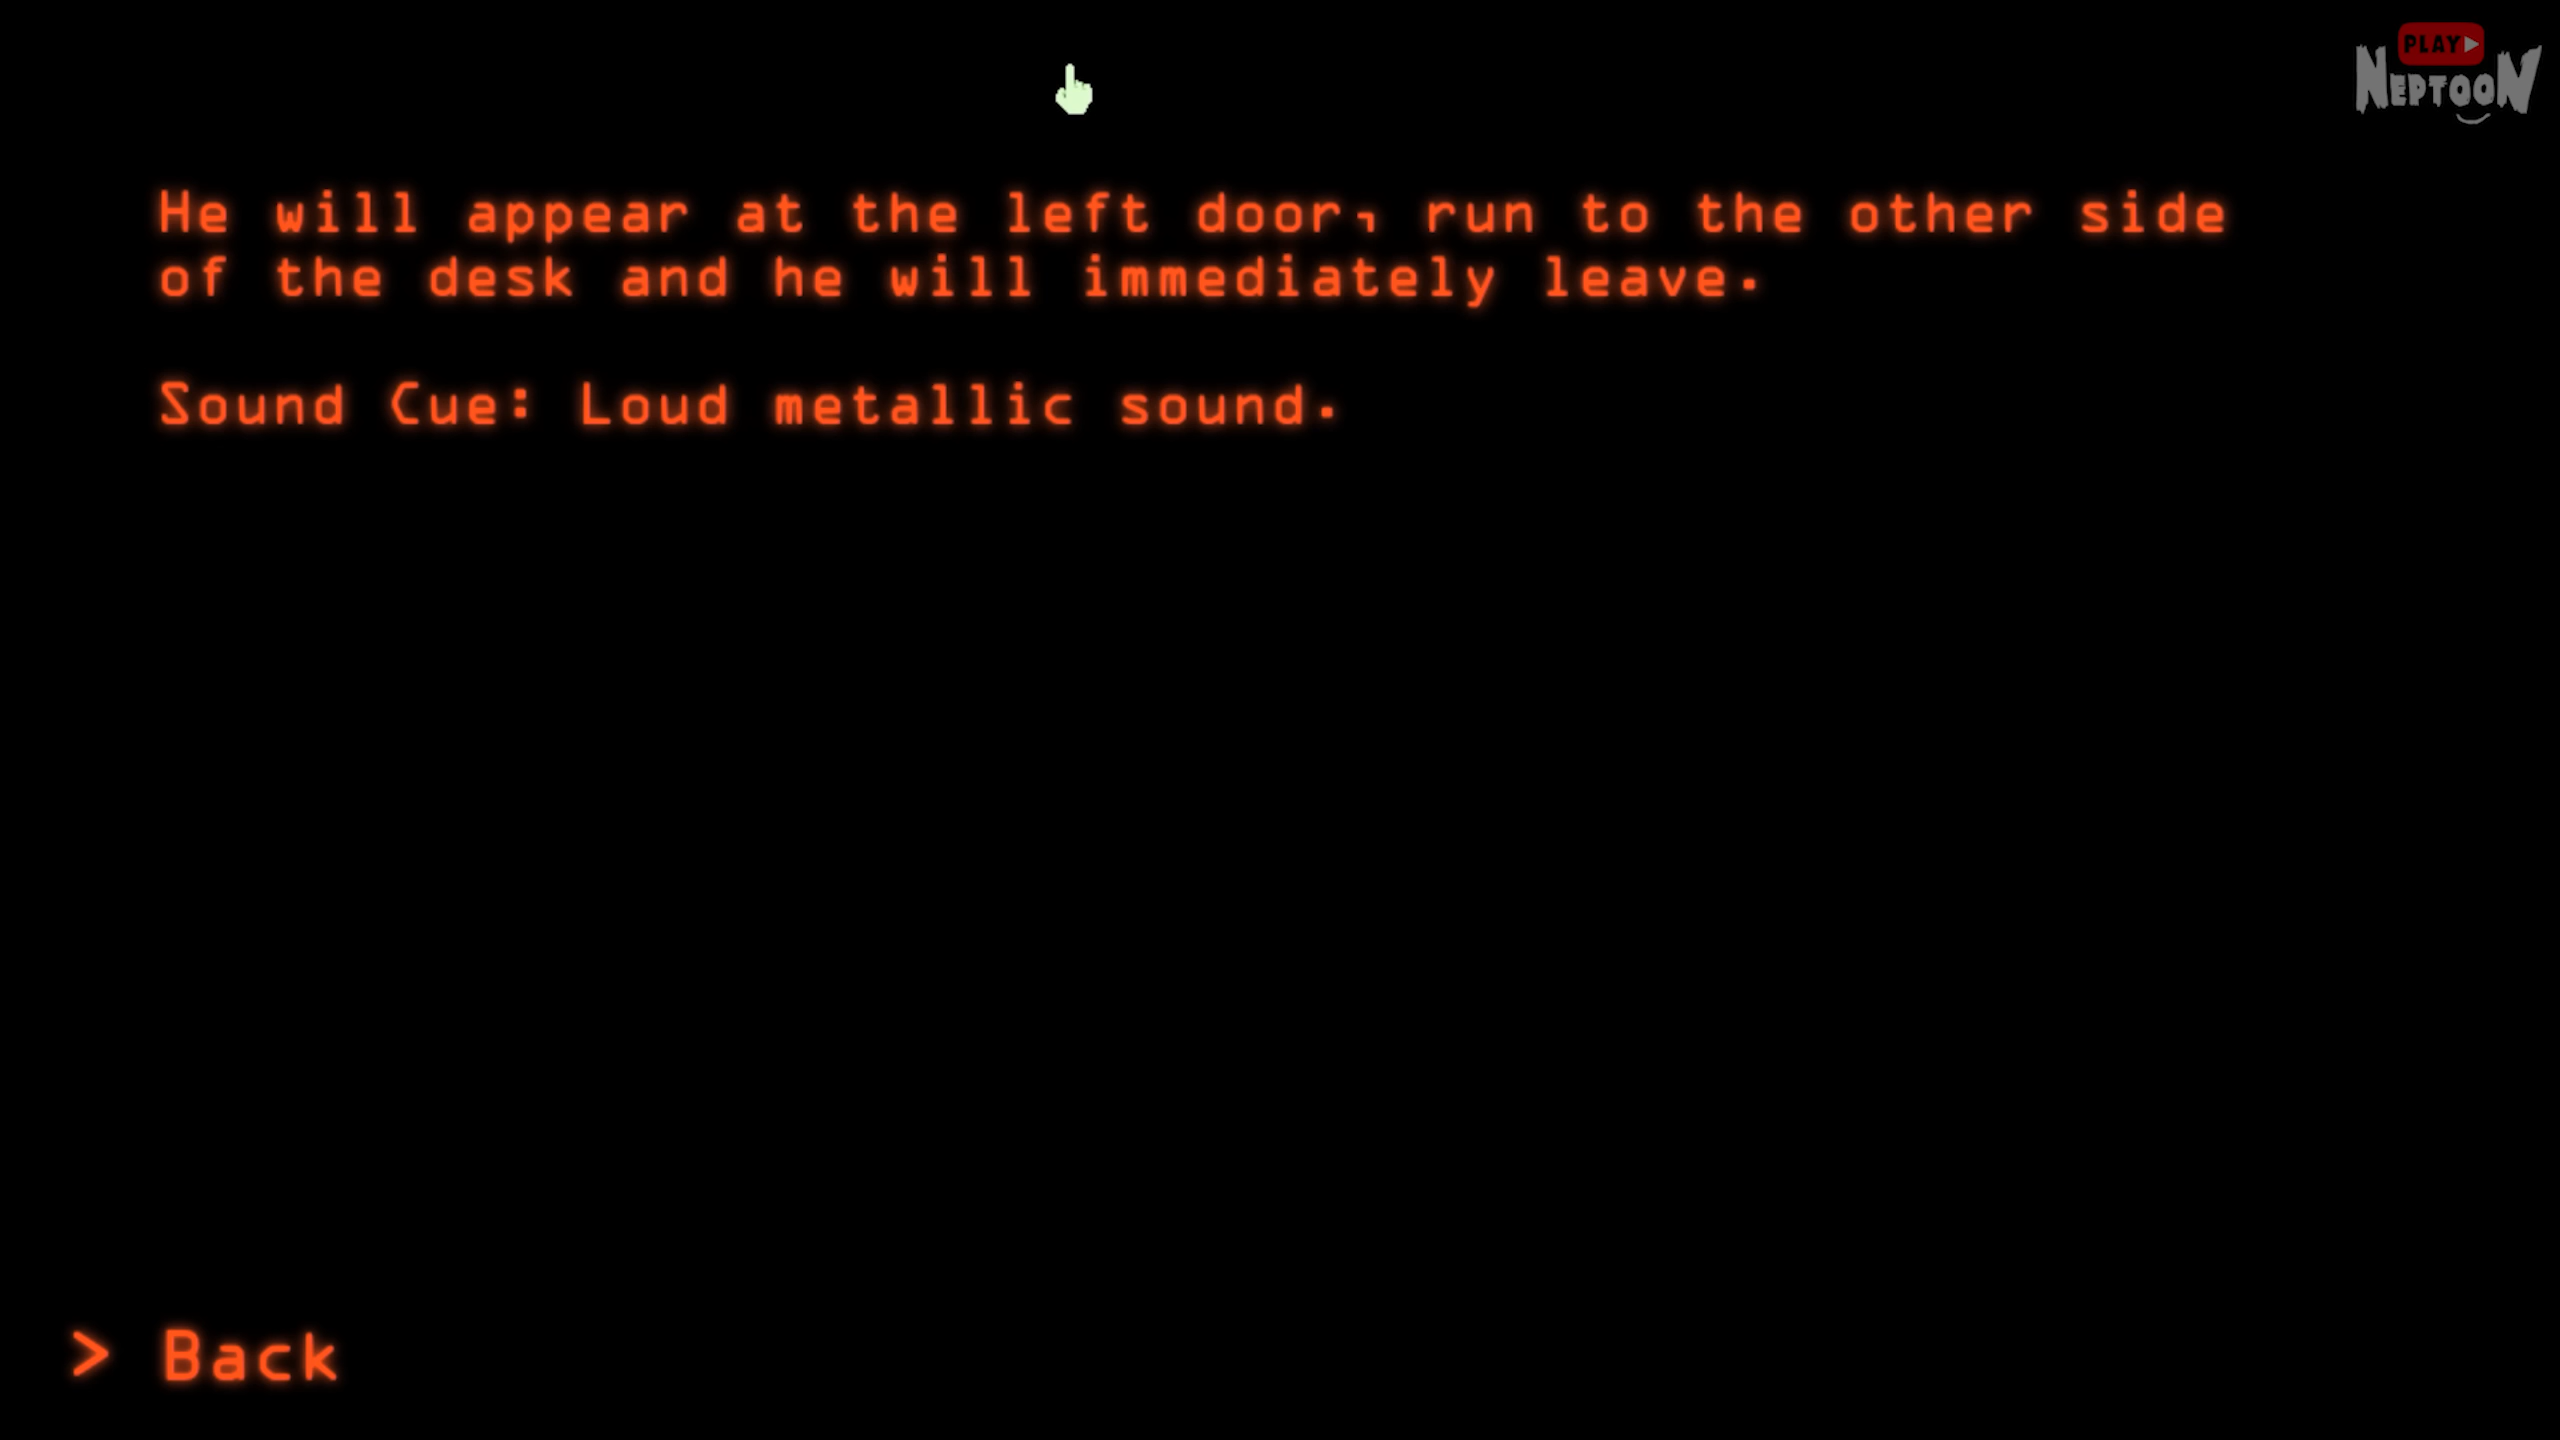 PLAY
NEPTOON
He will appear at the left door, run to the other side
of the desk and he will immediately leave.
Sound Cue: Loud metallic sound.
> Back